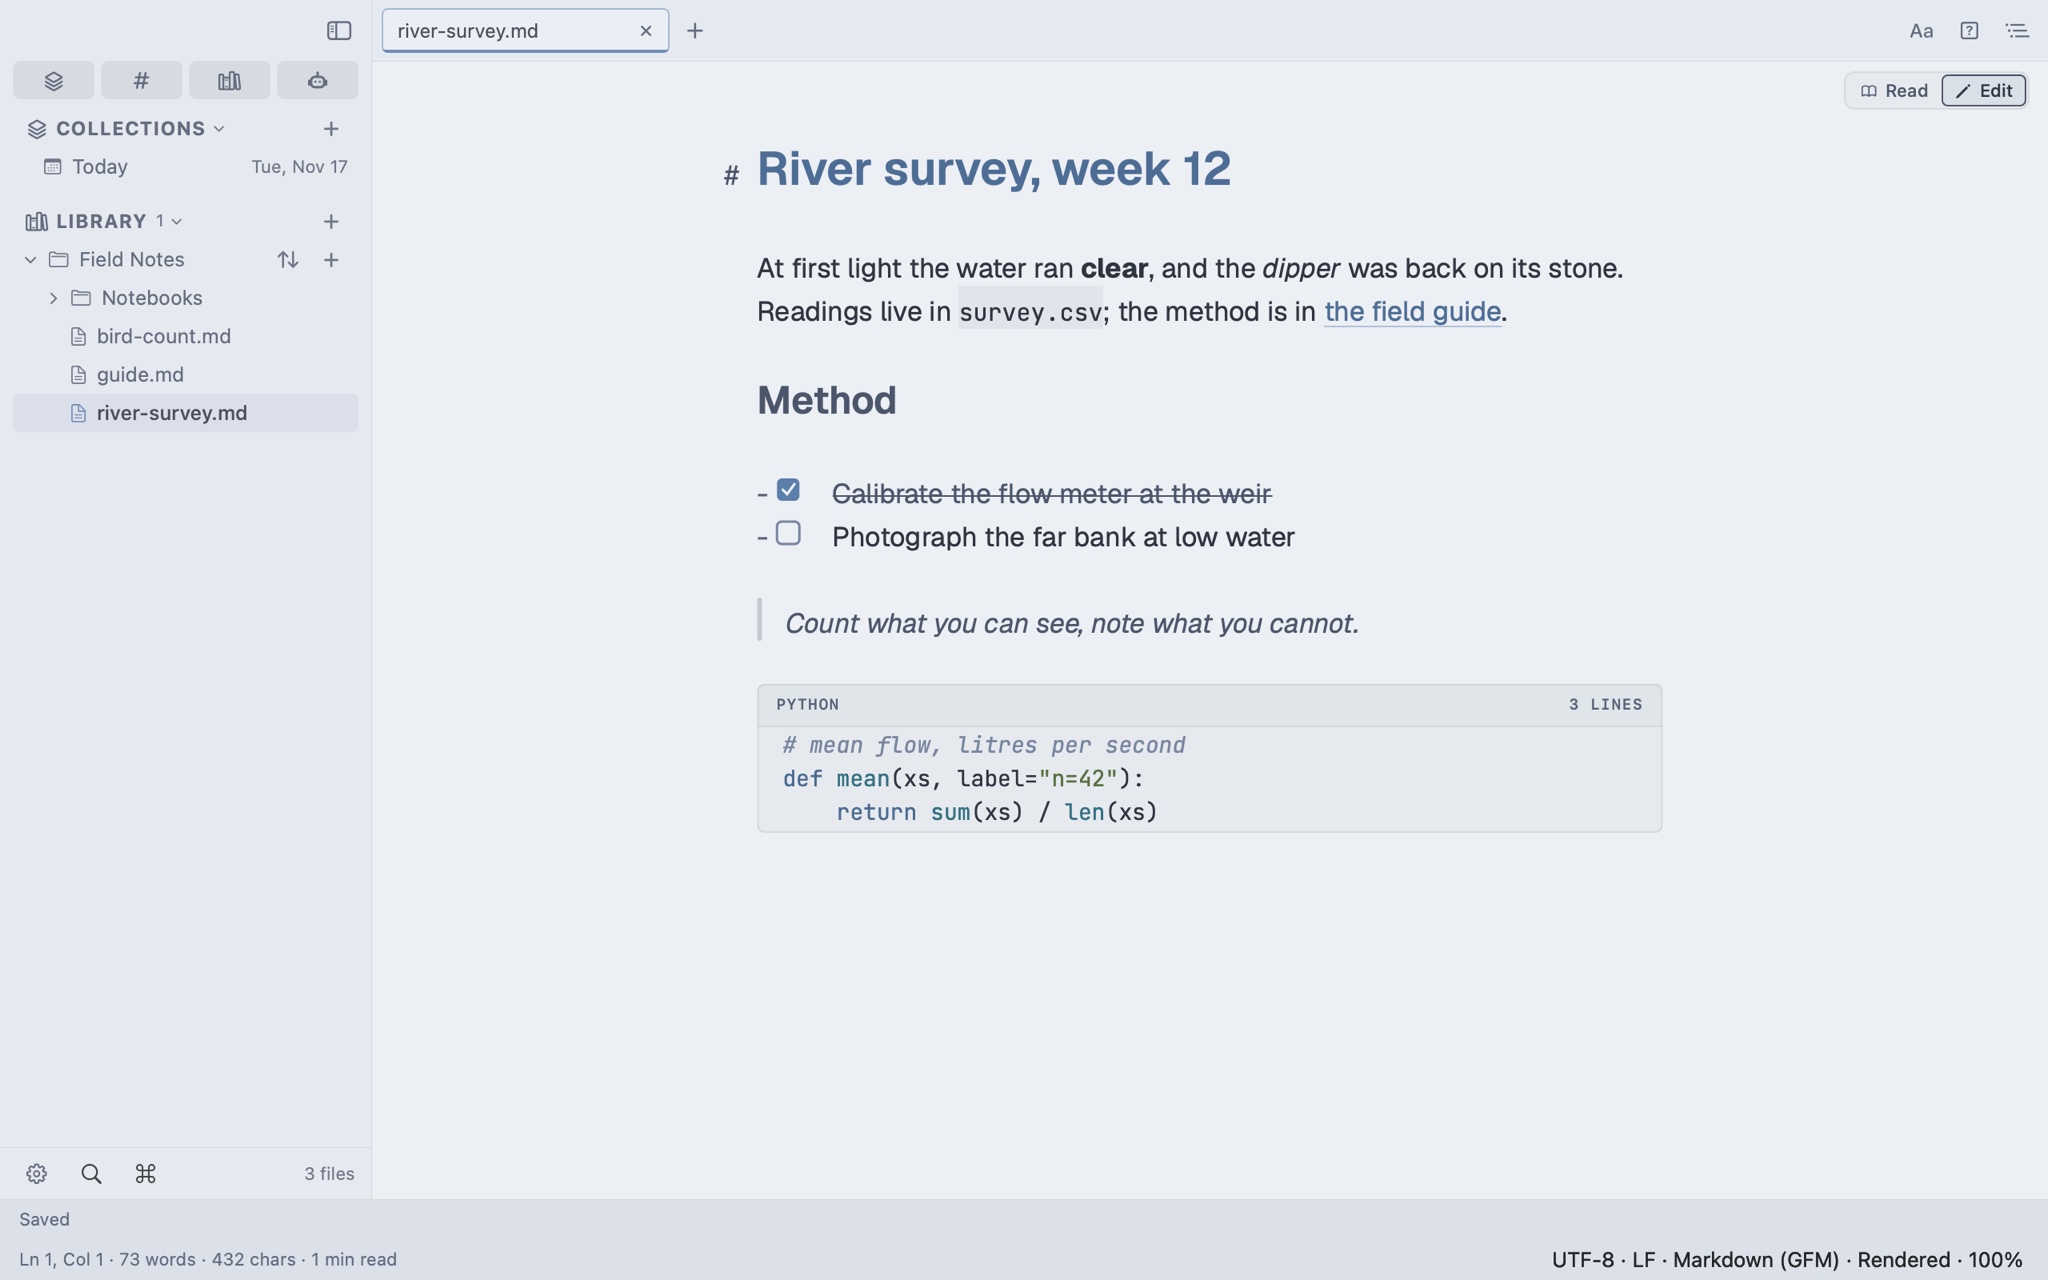 river-survey.md
Aa
Read
Edit
COLLECTIONS
Today Tue, Nov 17
LIBRARY 1
Field Notes
Notebooks
bird-count.md
guide.md
river-survey.md
3 files
# River survey, week 12
At first light the water ran clear, and the dipper was back on its stone.
Readings live in survey.csv; the method is in the field guide.
Method
- Calibrate the flow meter at the weir
- Photograph the far bank at low water
Count what you can see, note what you cannot.
PYTHON 3 LINES
# mean flow, litres per second
def mean(xs, label="n=42"):
    return sum(xs) / len(xs)
Saved
Ln 1, Col 1 · 73 words · 432 chars · 1 min read
UTF-8 · LF · Markdown (GFM) · Rendered · 100%